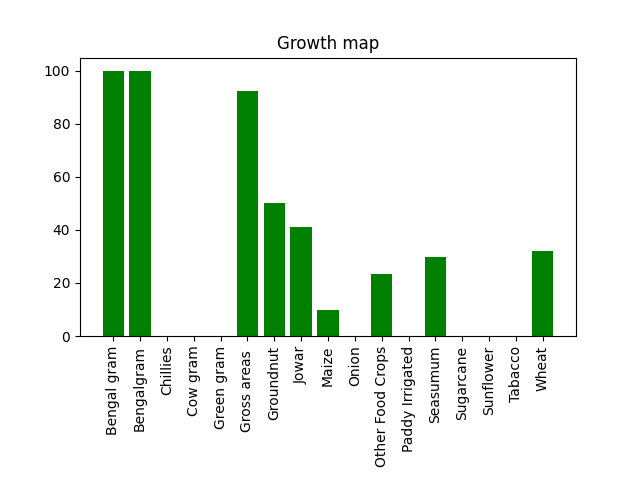 Growth map
100
80
60
40
20
0
Bengal gram
Bengalgram
Chillies
Cow gram
Green gram
Gross areas
Groundnut
Jowar
Maize
Onion
Other Food Crops
Paddy Irrigated
Seasumum
Sugarcane
Sunflower
Tabacco
Wheat